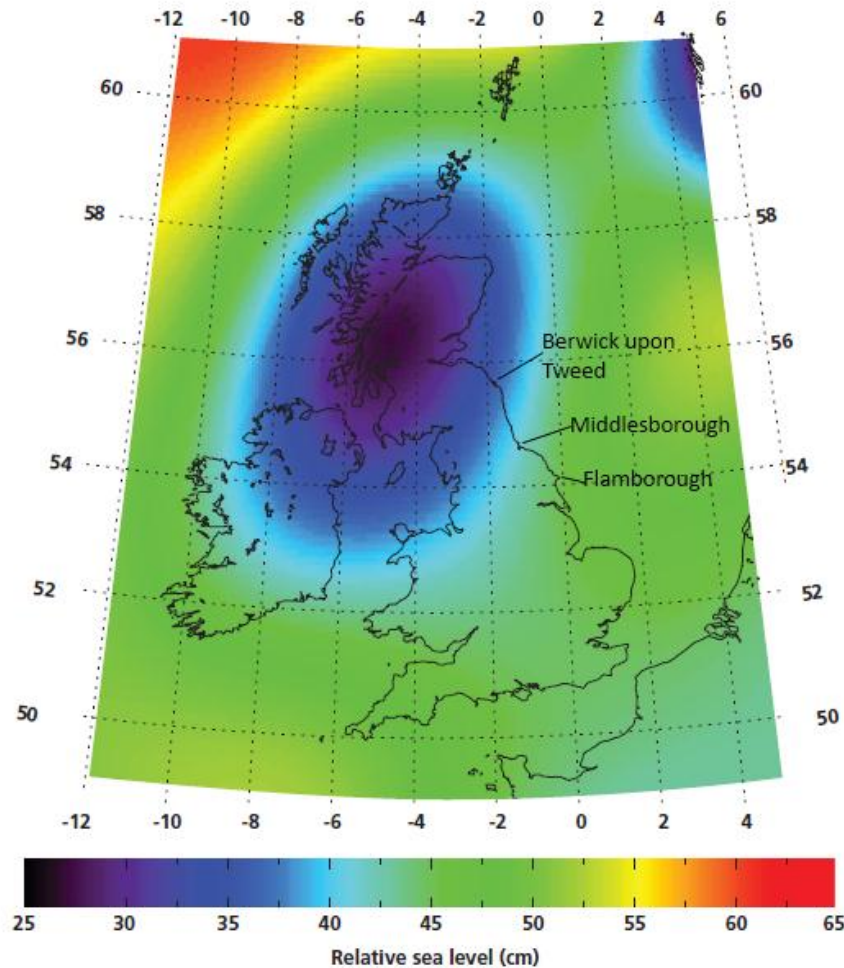 -12 -10 -8 -6 -4 -2 0 2 4 6
60 60
58 58
56 56
Berwick upon
Tweed
Middlesborough
54 54
Flamborough
52 52
50 50
-12 -10 -8 -6 -4 -2 0 2 4
25 30 35 40 45 50 55 60 65
Relative sea level (cm)